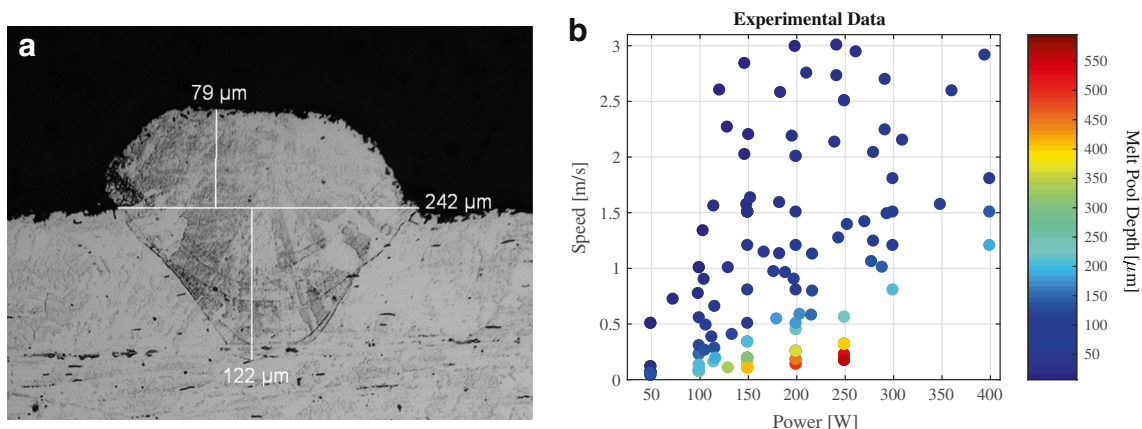 a
79 µm
242 µm
122 µm
b
Experimental Data
3
2.5
2
1.5
1
0.5
0
50 100 150 200 250 300 350 400
Speed [m/s]
Power [W]
550
500
450
400
350
300
250
200
150
100
50
Melt Pool Depth [µm]